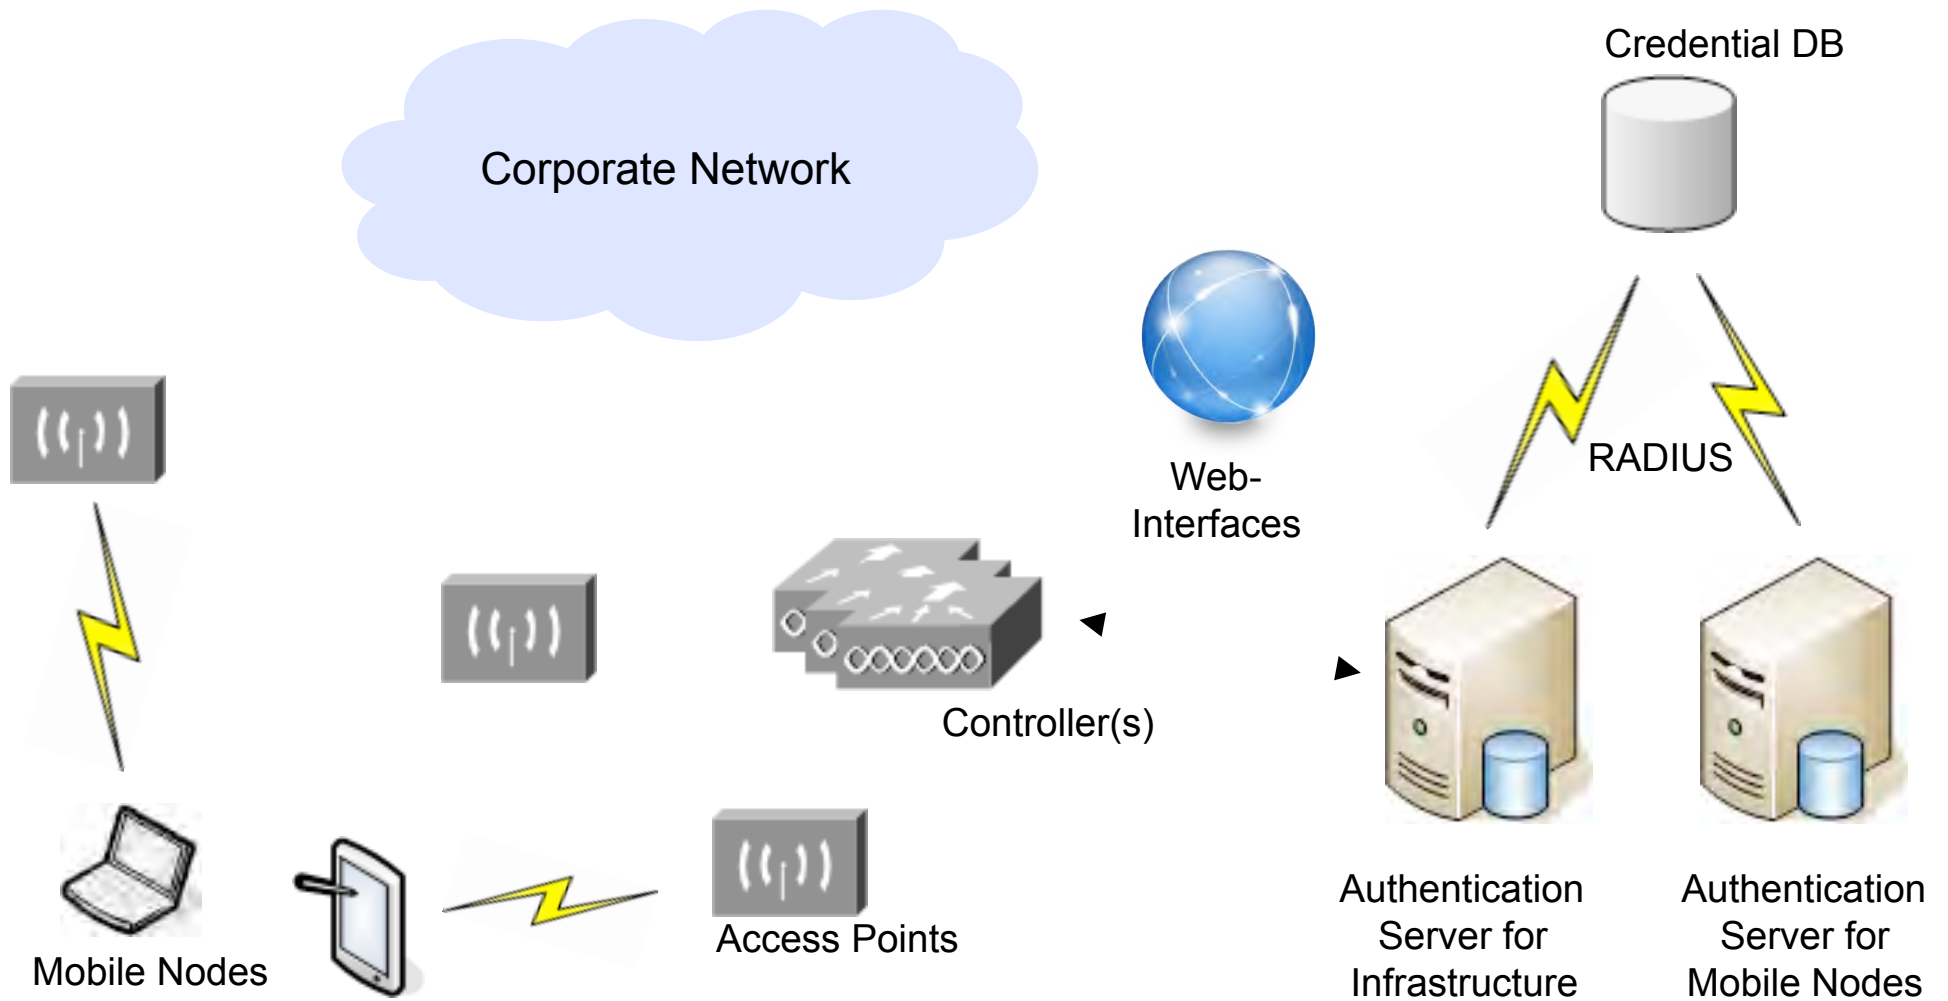 Credential DB
Corporate Network
RADIUS
Web-
Interfaces
Controller(s)
Access Points
Mobile Nodes
Authentication
Server for
Infrastructure
Authentication
Server for
Mobile Nodes